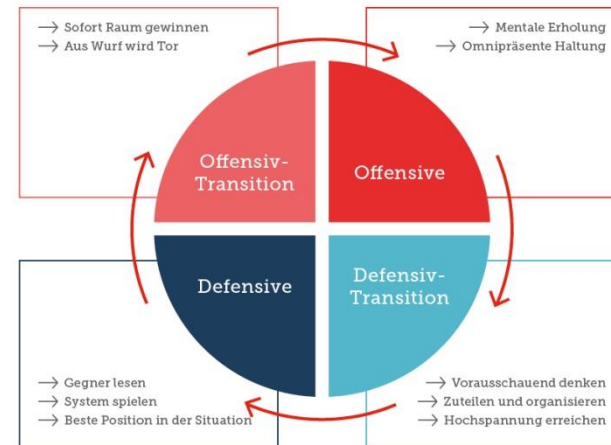 → Sofort Raum gewinnen
→ Aus Wurf wird Tor
→ Mentale Erholung
→ Omnipräsente Haltung
Offensiv-
Transition
Offensive
Defensive
Defensiv-
Transition
→ Gegner lesen
→ System spielen
→ Beste Position in der Situation
→ Vorausschauend denken
→ Zuteilen und organisieren
→ Hochspannung erreichen